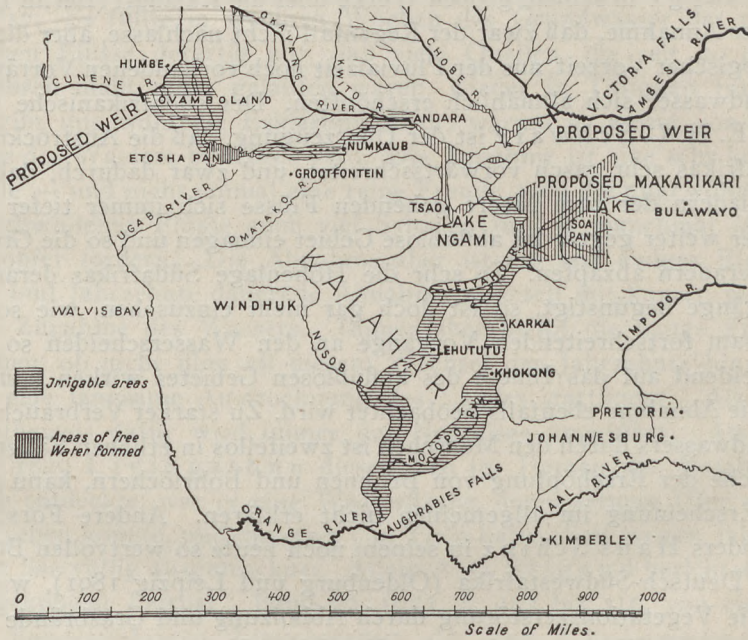 HUMBE
CUNENE R.
OVAMBOLAND
PROPOSED WEIR
ETOSHA PAN
OKOVANGO
RIVER
KWITO R.
CHOBE R.
VICTORIA FALLS
ZAMBESI RIVER
ANDARA
PROPOSED WEIR
NUMKAUB
GROOTFONTEIN
UGAB RIVER
OMATAKO R.
TSAO
LAKE
NGAMI
PROPOSED MAKARIKARI
LAKE
SOA
PAN
BULAWAYO
KALAHARI
LETYAHO
WALVIS BAY
WINDHUK
NOSOB R.
KARKAI
LEHUTUTU
KHOKONG
LIMPOPO R.
Irrigable areas
Areas of Free
Water formed
MOLOPO R.
PRETORIA
JOHANNESBURG
ORANGE RIVER
AUGHRABIES FALLS
VAAL RIVER
KIMBERLEY
0 100 200 300 400 500 600 700 800 900 1000
Scale of Miles.